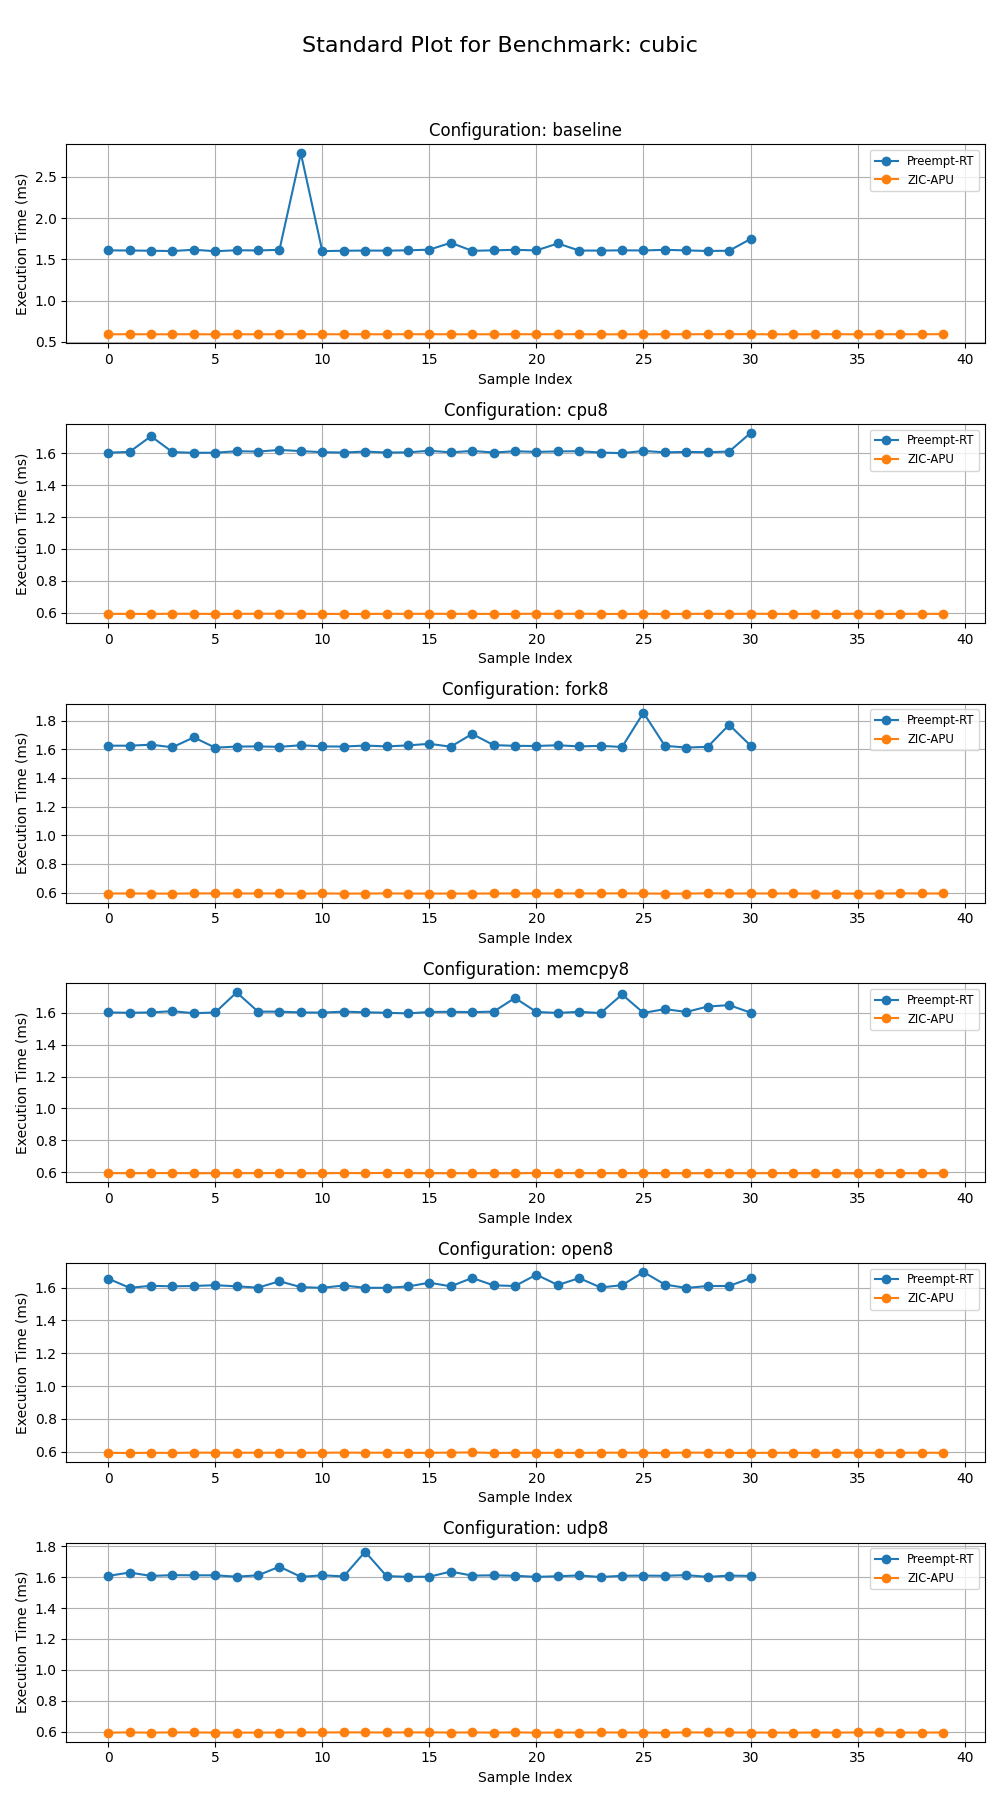 Standard Plot for Benchmark: cubic
Configuration: baseline
Execution Time (ms)
2.5
2.0
1.5
1.0
0.5
Preempt-RT
ZIC-APU
0 5 10 15 20 25 30 35 40
Sample Index
Configuration: cpu8
Execution Time (ms)
1.6
1.4
1.2
1.0
0.8
0.6
Preempt-RT
ZIC-APU
0 5 10 15 20 25 30 35 40
Sample Index
Configuration: fork8
Execution Time (ms)
1.8
1.6
1.4
1.2
1.0
0.8
0.6
Preempt-RT
ZIC-APU
0 5 10 15 20 25 30 35 40
Sample Index
Configuration: memcpy8
Execution Time (ms)
1.6
1.4
1.2
1.0
0.8
0.6
Preempt-RT
ZIC-APU
0 5 10 15 20 25 30 35 40
Sample Index
Configuration: open8
Execution Time (ms)
1.6
1.4
1.2
1.0
0.8
0.6
Preempt-RT
ZIC-APU
0 5 10 15 20 25 30 35 40
Sample Index
Configuration: udp8
Execution Time (ms)
1.8
1.6
1.4
1.2
1.0
0.8
0.6
Preempt-RT
ZIC-APU
0 5 10 15 20 25 30 35 40
Sample Index